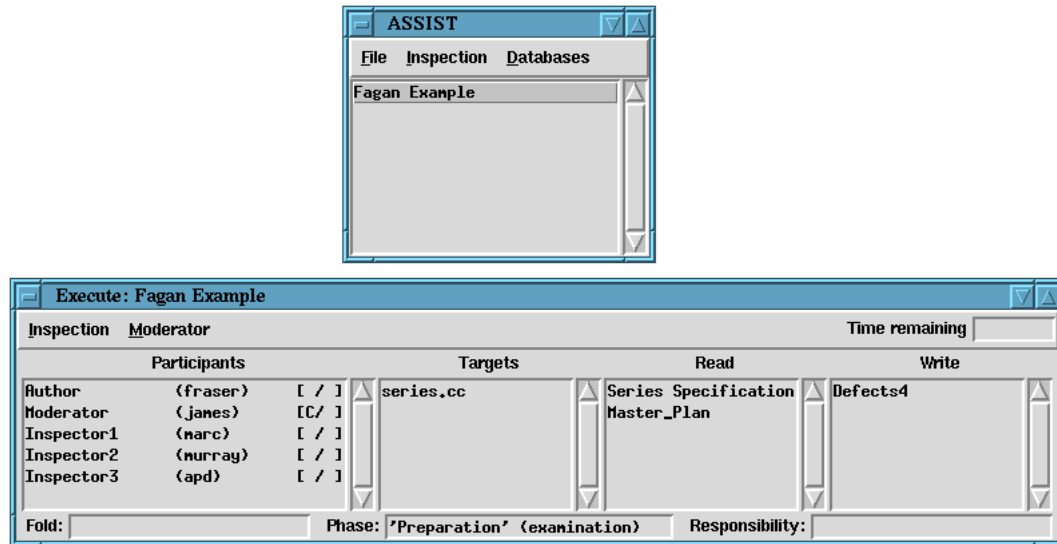 ASSIST
File Inspection Databases
Fagan Example
Execute: Fagan Example
Inspection Moderator Time remaining
Participants Targets Read Write
Author (fraser) [ / ] series.cc Series Specification Defects4
Moderator (james) [C/ ] Master_Plan
Inspector1 (marc) [ / ]
Inspector2 (murray) [ / ]
Inspector3 (apd) [ / ]
Fold: Phase: 'Preparation' (examination) Responsibility: